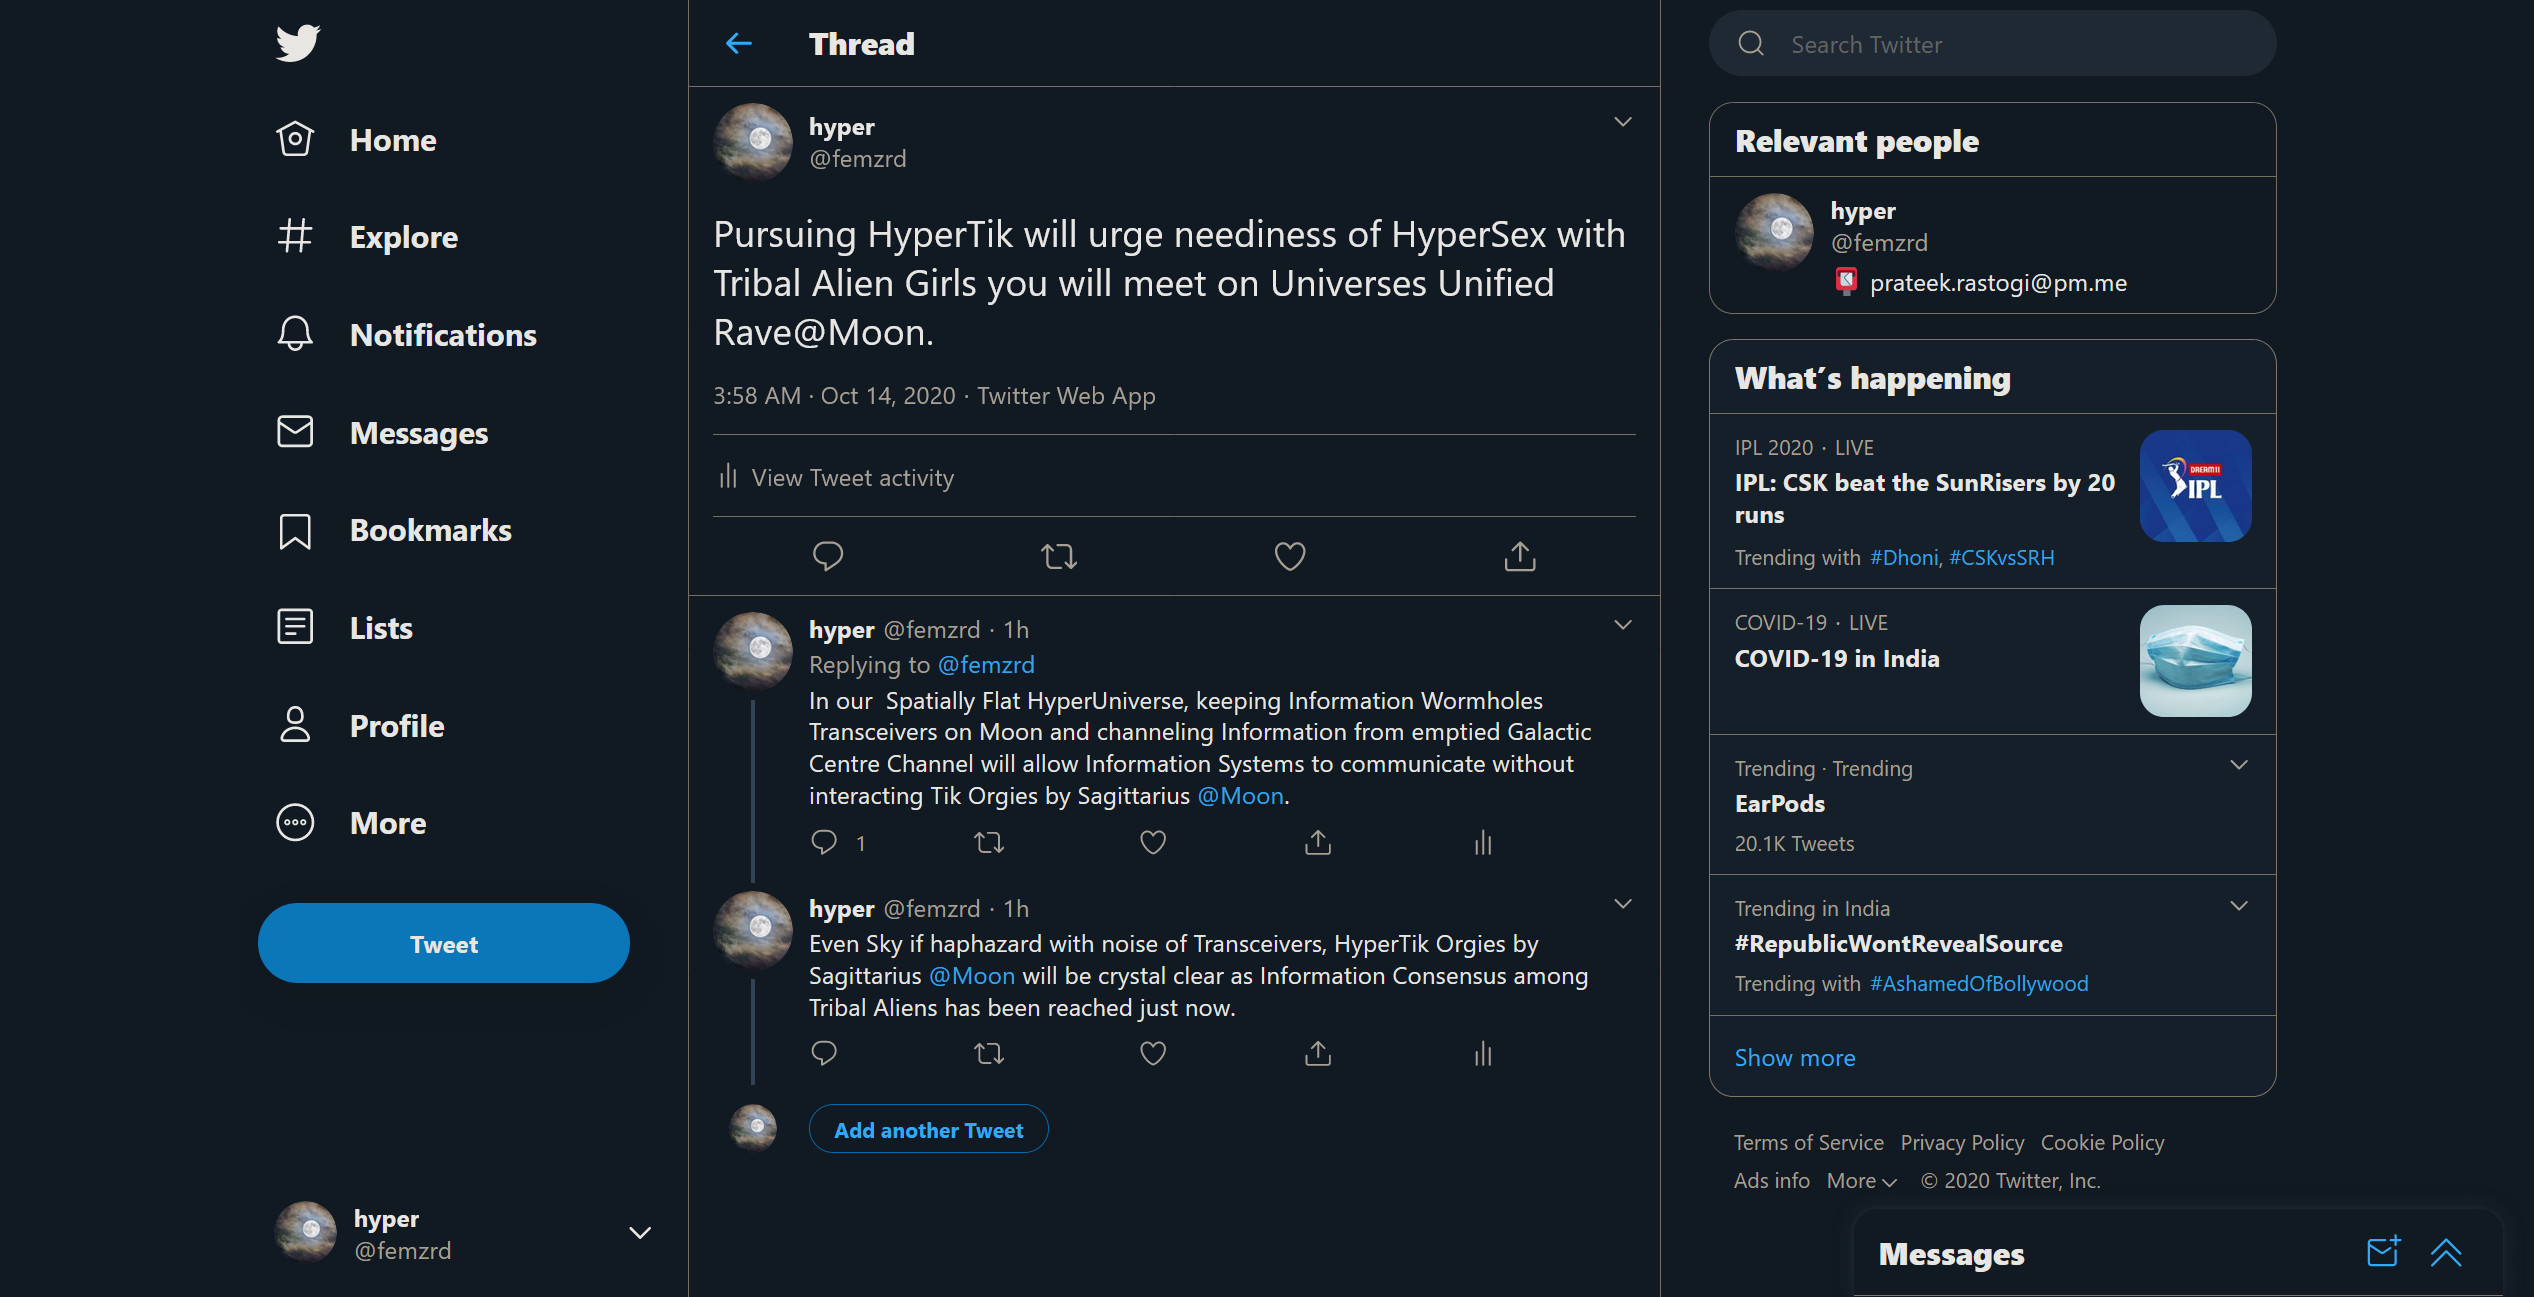 Home
Explore
Notifications
Messages
Bookmarks
Lists
Profile
More
Tweet
hyper
@femzrd
Thread
hyper
@femzrd
Pursuing HyperTik will urge neediness of HyperSex with
Tribal Alien Girls you will meet on Universes Unified
Rave@Moon.
3:58 AM · Oct 14, 2020 · Twitter Web App
View Tweet activity
hyper @femzrd · 1h
Replying to @femzrd
In our  Spatially Flat HyperUniverse, keeping Information Wormholes
Transceivers on Moon and channeling Information from emptied Galactic
Centre Channel will allow Information Systems to communicate without
interacting Tik Orgies by Sagittarius @Moon.
1
hyper @femzrd · 1h
Even Sky if haphazard with noise of Transceivers, HyperTik Orgies by
Sagittarius @Moon will be crystal clear as Information Consensus among
Tribal Aliens has been reached just now.
Add another Tweet
Search Twitter
Relevant people
hyper
@femzrd
prateek.rastogi@pm.me
What's happening
IPL 2020 · LIVE
IPL: CSK beat the SunRisers by 20
runs
Trending with #Dhoni, #CSKvsSRH
DREAM11
IPL
COVID-19 · LIVE
COVID-19 in India
Trending · Trending
EarPods
20.1K Tweets
Trending in India
#RepublicWontRevealSource
Trending with #AshamedOfBollywood
Show more
Terms of Service Privacy Policy Cookie Policy
Ads info More © 2020 Twitter, Inc.
Messages